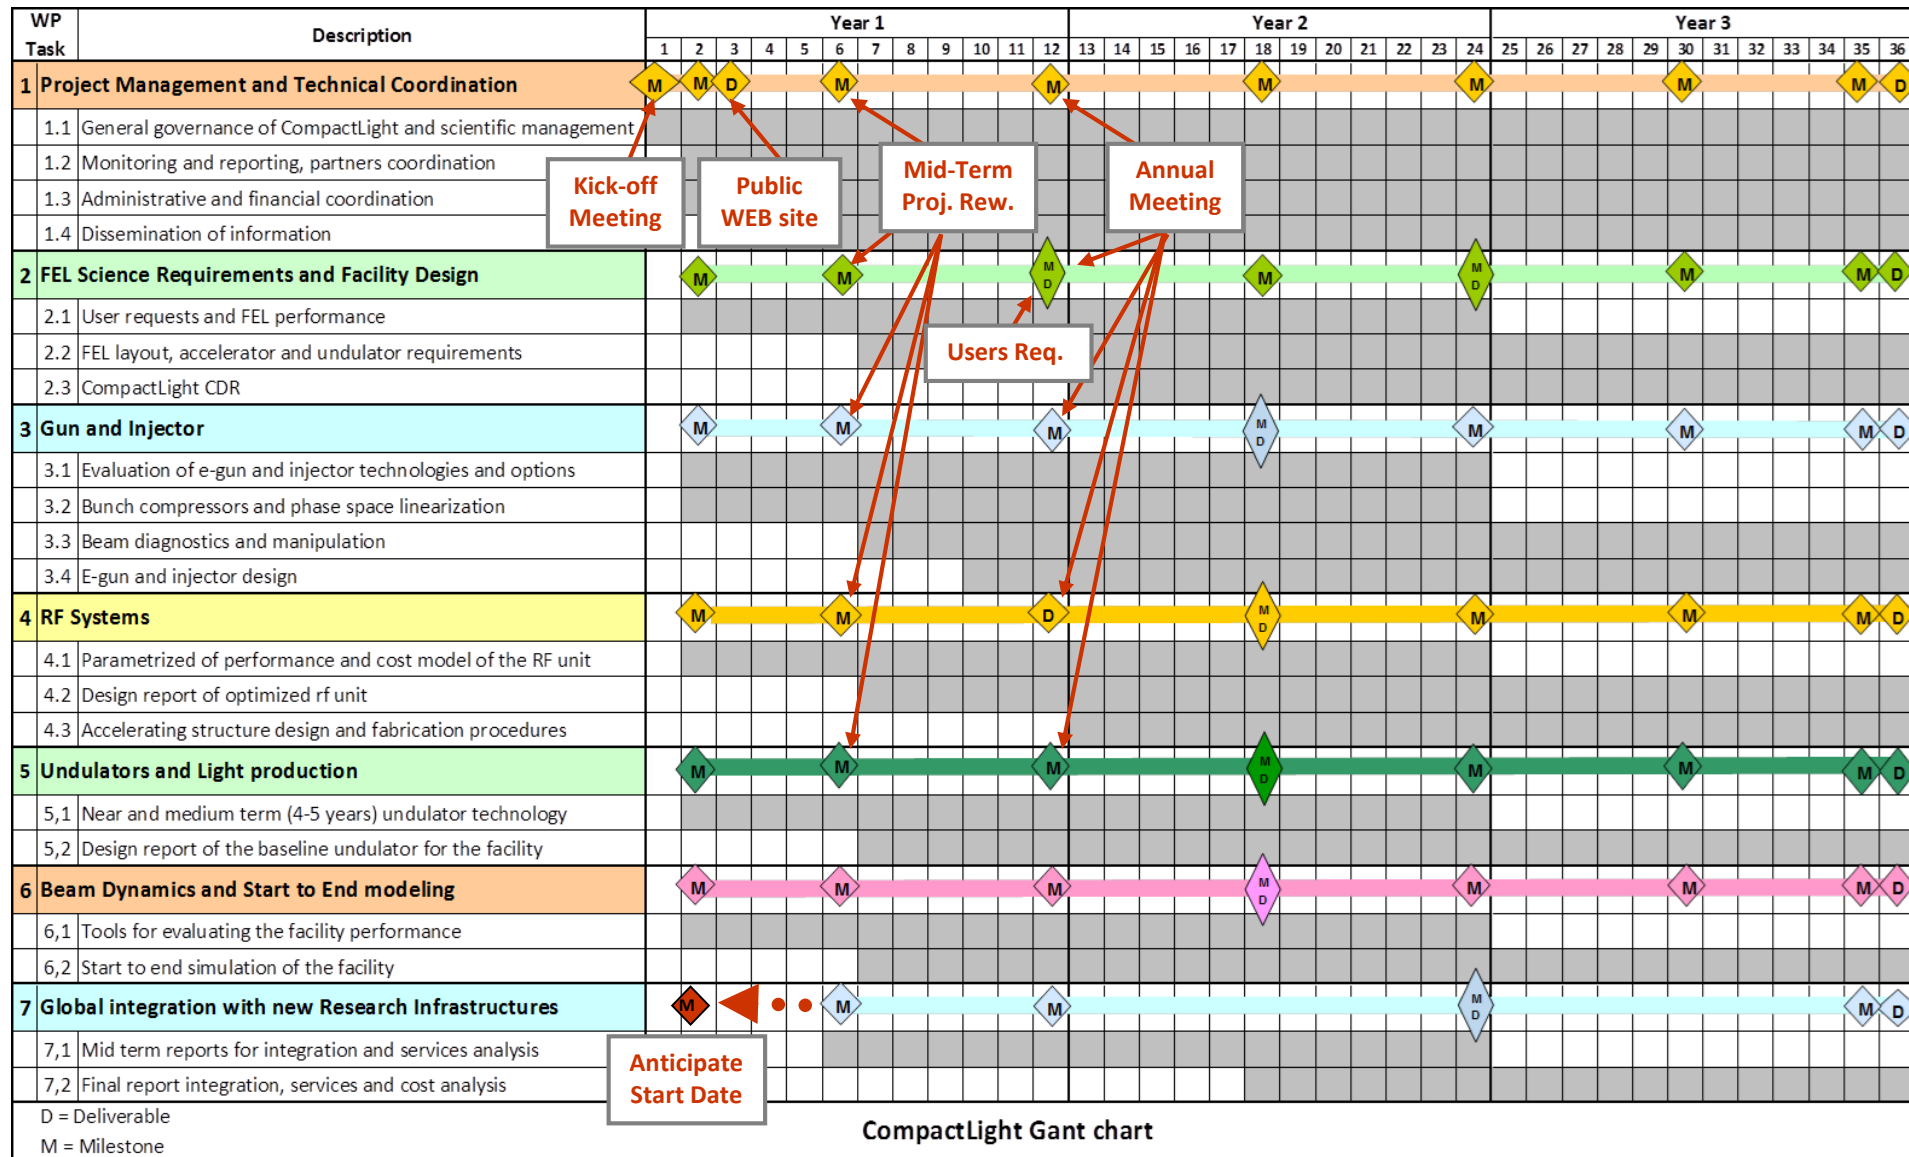 WP Task Description Year 1 Year 2 Year 3
1 2 3 4 5 6 7 8 9 10 11 12 13 14 15 16 17 18 19 20 21 22 23 24 25 26 27 28 29 30 31 32 33 34 35 36
1 Project Management and Technical Coordination M M D M M M M M M D
1.1 General governance of CompactLight and scientific management
1.2 Monitoring and reporting, partners coordination
Kick-off Meeting
Public WEB site
Mid-Term Proj. Rew.
Annual Meeting
1.3 Administrative and financial coordination
1.4 Dissemination of information
2 FEL Science Requirements and Facility Design M M M D M M D M M D
2.1 User requests and FEL performance
Users Req.
2.2 FEL layout, accelerator and undulator requirements
2.3 CompactLight CDR
3 Gun and Injector M M M M D M M M D
3.1 Evaluation of e-gun and injector technologies and options
3.2 Bunch compressors and phase space linearization
3.3 Beam diagnostics and manipulation
3.4 E-gun and injector design
4 RF Systems M M D M D M M M D
4.1 Parametrized of performance and cost model of the RF unit
4.2 Design report of optimized rf unit
4.3 Accelerating structure design and fabrication procedures
5 Undulators and Light production M M M M D M M M D
5,1 Near and medium term (4-5 years) undulator technology
5,2 Design report of the baseline undulator for the facility
6 Beam Dynamics and Start to End modeling M M M M D M M M D
6,1 Tools for evaluating the facility performance
6,2 Start to end simulation of the facility
7 Global integration with new Research Infrastructures M M M M D M D
7,1 Mid term reports for integration and services analysis
Anticipate Start Date
7,2 Final report integration, services and cost analysis
D = Deliverable
M = Milestone
CompactLight Gant chart